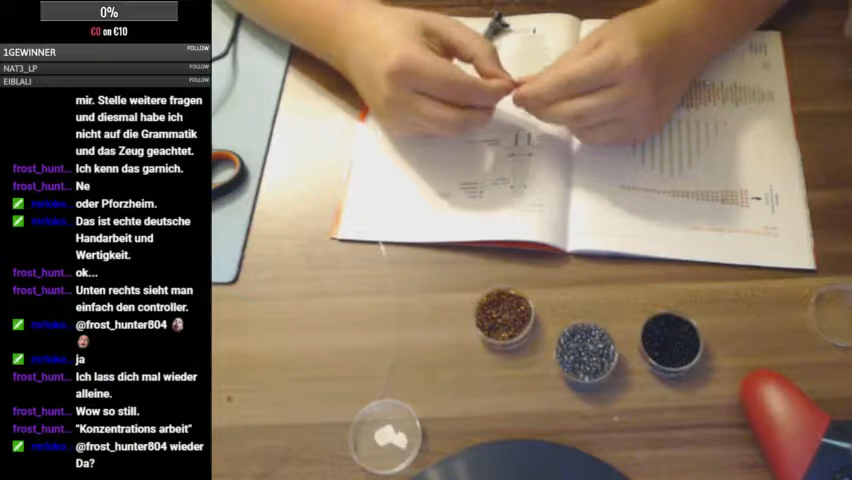 0%
€0 on €10
1GEWINNER FOLLOW
NAT3_LP FOLLOW
EIBLALI FOLLOW
mir. Stelle weitere fragen
und diesmal habe ich
nicht auf die Grammatik
und das Zeug geachtet.
frost_hunt... Ich kenn das garnich.
frost_hunt... Ne
oder Pforzheim.
Das ist echte deutsche
Handarbeit und
Wertigkeit.
frost_hunt... ok...
frost_hunt... Unten rechts sieht man
einfach den controller.
@frost_hunter804
ja
frost_hunt... Ich lass dich mal wieder
alleine.
frost_hunt... Wow so still.
frost_hunt... "Konzentrations arbeit"
@frost_hunter804 wieder
Da?